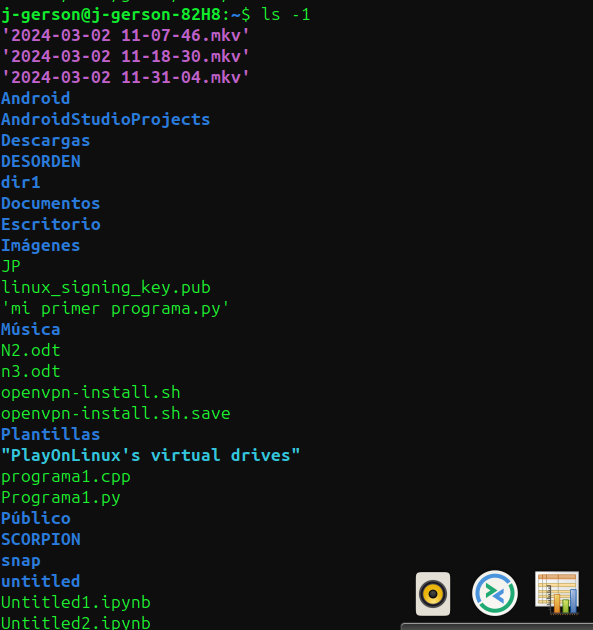 j-gerson@j-gerson-82H8:~$ ls -1
'2024-03-02 11-07-46.mkv'
'2024-03-02 11-18-30.mkv'
'2024-03-02 11-31-04.mkv'
Android
AndroidStudioProjects
Descargas
DESORDEN
dir1
Documentos
Escritorio
Imágenes
JP
linux_signing_key.pub
'mi primer programa.py'
Música
N2.odt
n3.odt
openvpn-install.sh
openvpn-install.sh.save
Plantillas
"PlayOnLinux's virtual drives"
programa1.cpp
Programa1.py
Público
SCORPION
snap
untitled
Untitled1.ipynb
Untitled2.ipynb